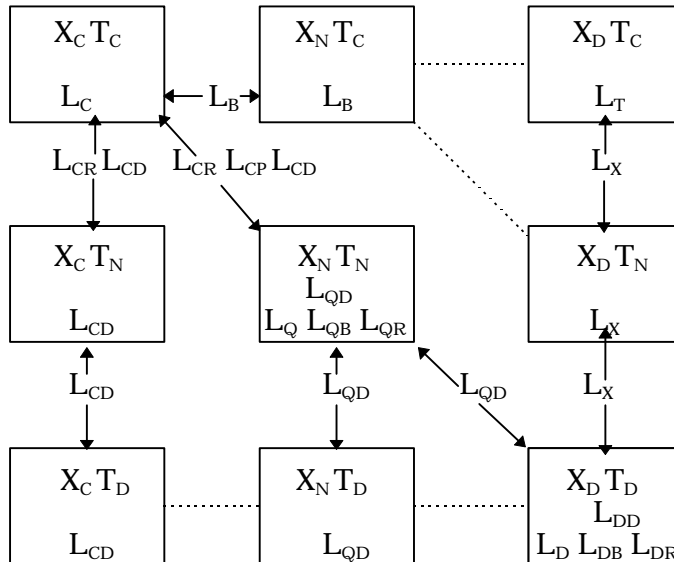 X_C T_C X_N T_C X_D T_C
L_C L_B L_B L_T
L_CR L_CD L_CR L_CP L_CD L_X
X_C T_N X_N T_N X_D T_N
L_QD
L_CD L_Q L_QB L_QR L_X
L_CD L_QD L_QD L_X
X_C T_D X_N T_D X_D T_D
L_DD
L_CD L_QD L_D L_DB L_DR